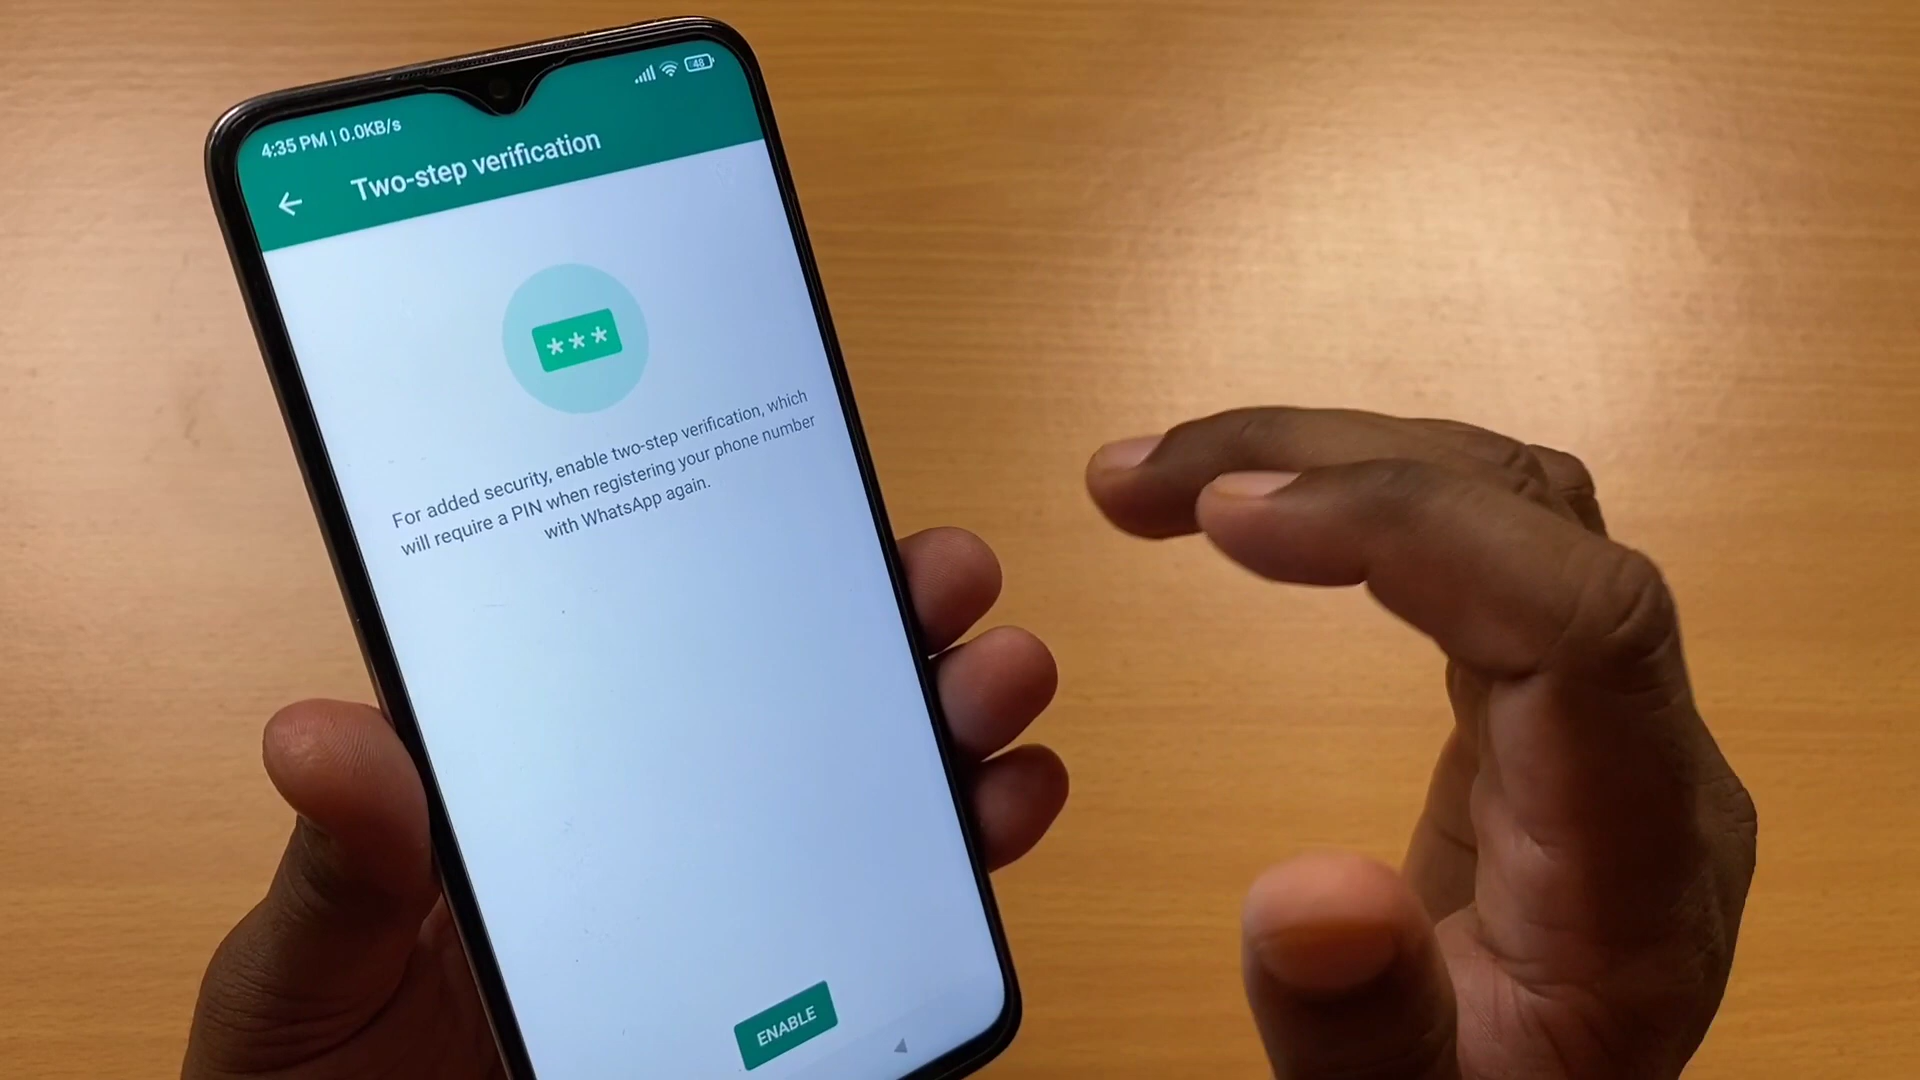 4:35 PM | 0.0KB/s
48
Two-step verification
***
For added security, enable two-step verification, which
will require a PIN when registering your phone number
with WhatsApp again.
ENABLE